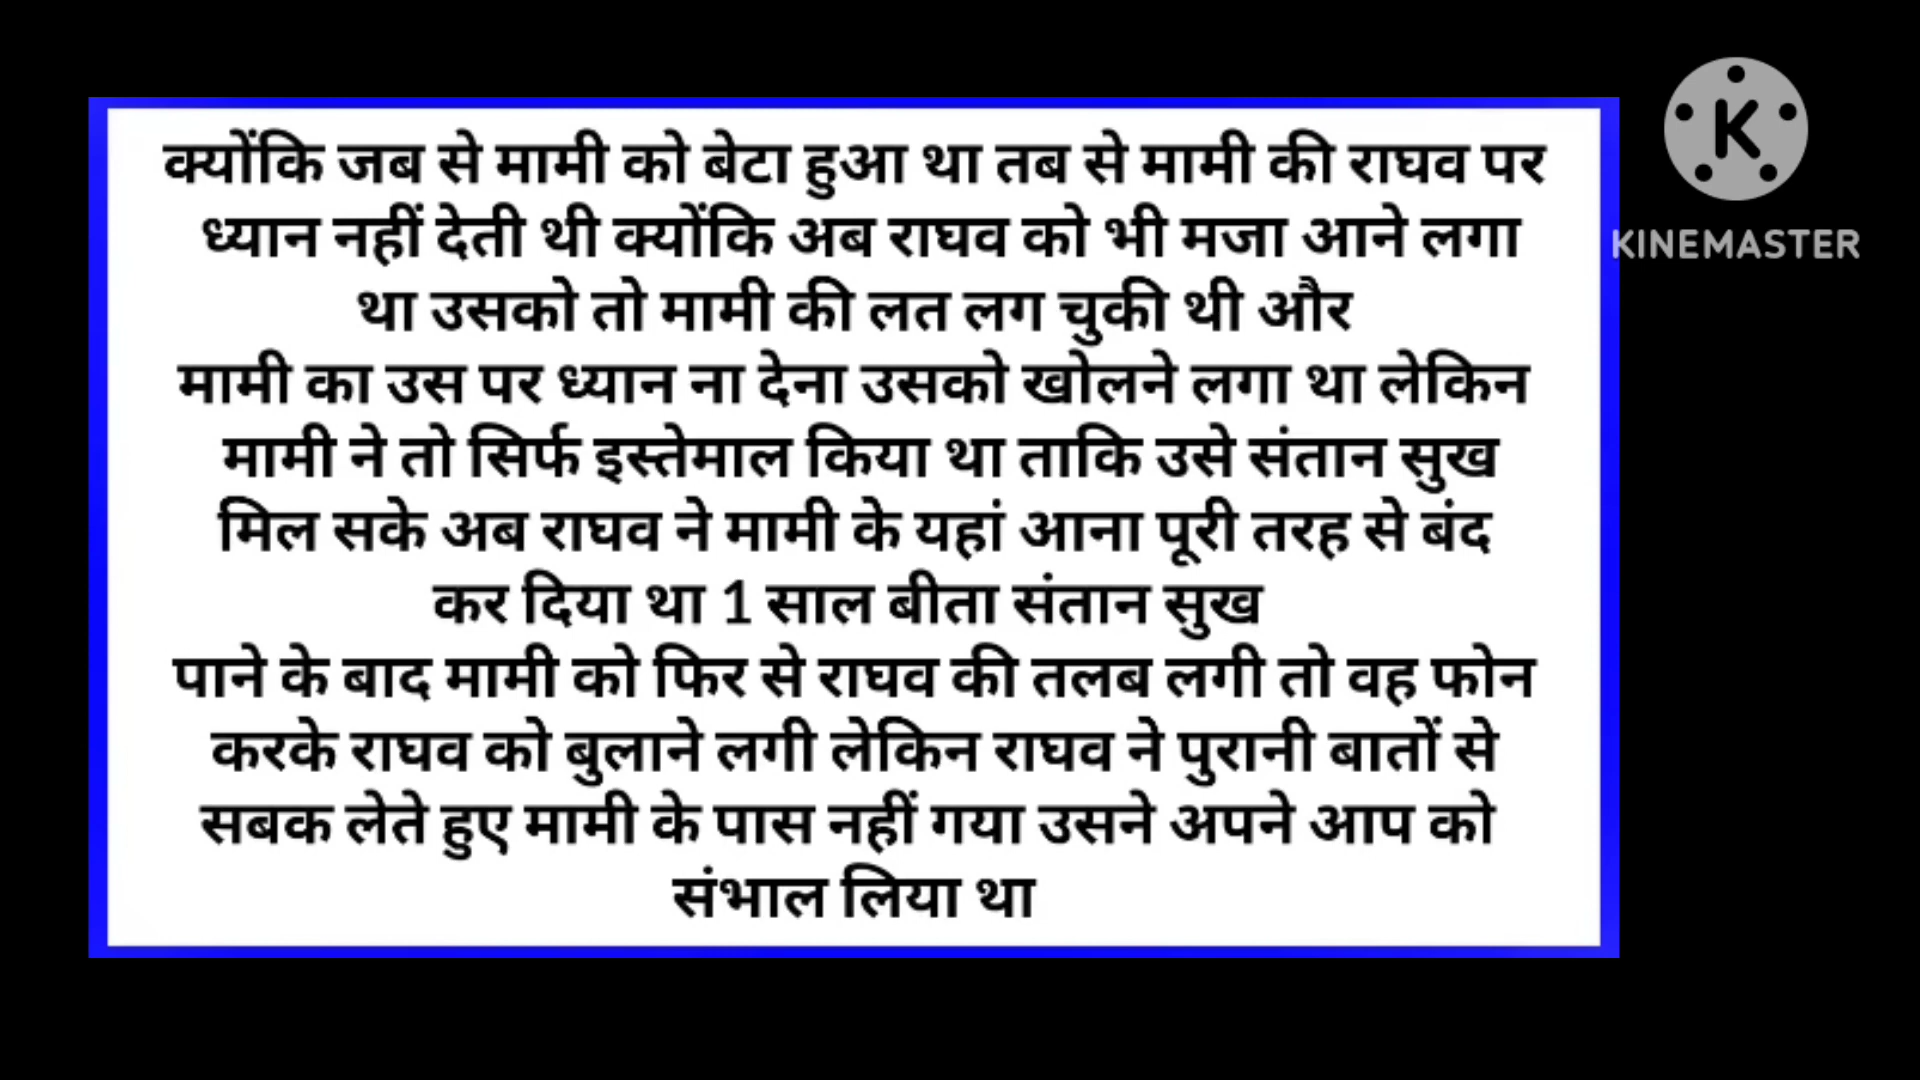 क्योंकि जब से मामी को बेटा हुआ था तब से मामी की राघव पर
ध्यान नहीं देती थी क्योंकि अब राघव को भी मजा आने लगा
था उसको तो मामी की लत लग चुकी थी और
मामी का उस पर ध्यान ना देना उसको खोलने लगा था लेकिन
मामी ने तो सिर्फ इस्तेमाल किया था ताकि उसे संतान सुख
मिल सके अब राघव ने मामी के यहां आना पूरी तरह से बंद
कर दिया था 1 साल बीता संतान सुख
पाने के बाद मामी को फिर से राघव की तलब लगी तो वह फोन
करके राघव को बुलाने लगी लेकिन राघव ने पुरानी बातों से
सबक लेते हुए मामी के पास नहीं गया उसने अपने आप को
संभाल लिया था
K
KINEMASTER